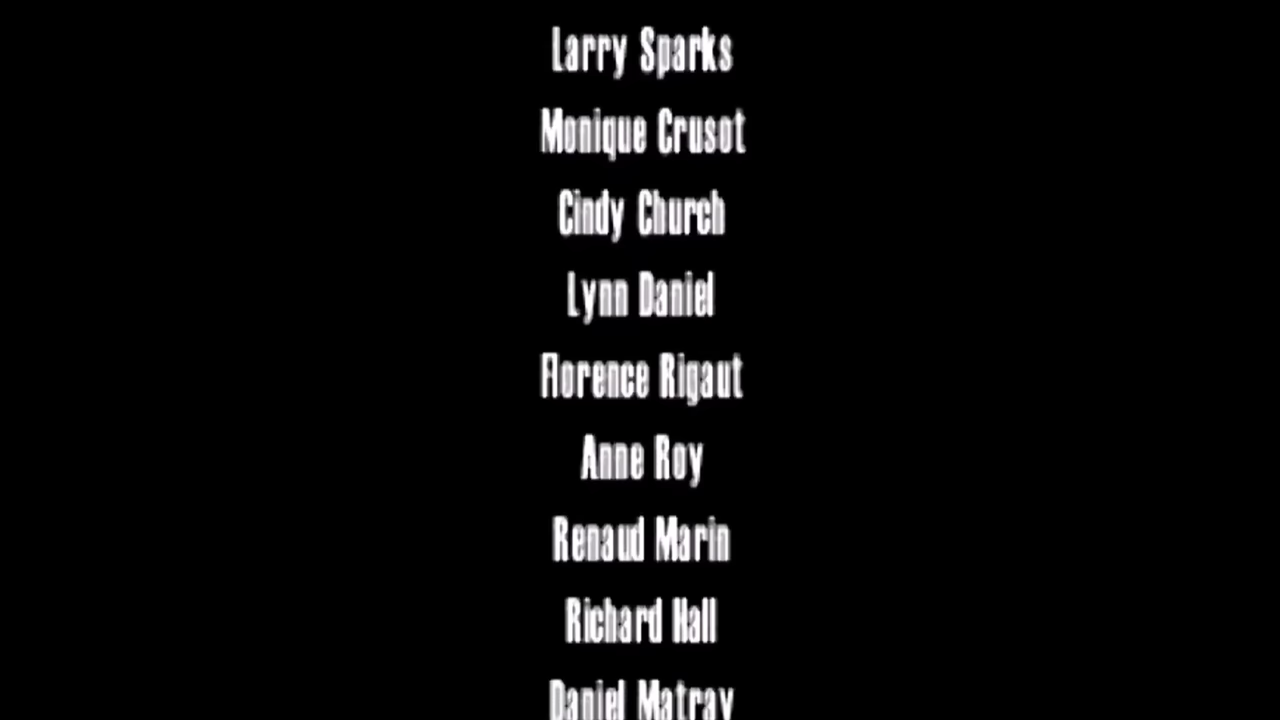 Larry Sparks
Monique Crusot
Cindy Church
Lynn Daniel
Florence Rigaut
Anne Roy
Renaud Marin
Richard Hall
Daniel Matray